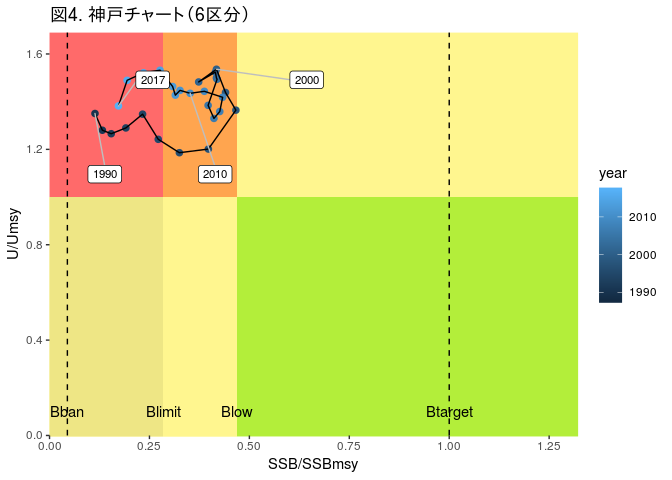 図4. 神戸チャート（6区分）
1.6
1.2
0.8
0.4
0.0
U/Umsy
2017
2000
1990
2010
Bban
Blimit
Blow
Btarget
0.00
0.25
0.50
0.75
1.00
1.25
SSB/SSBmsy
year
2010
2000
1990